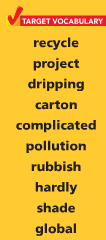 TARGET VOCABULARY
recycle
project
dripping
carton
complicated
pollution
rubbish
hardly
shade
global